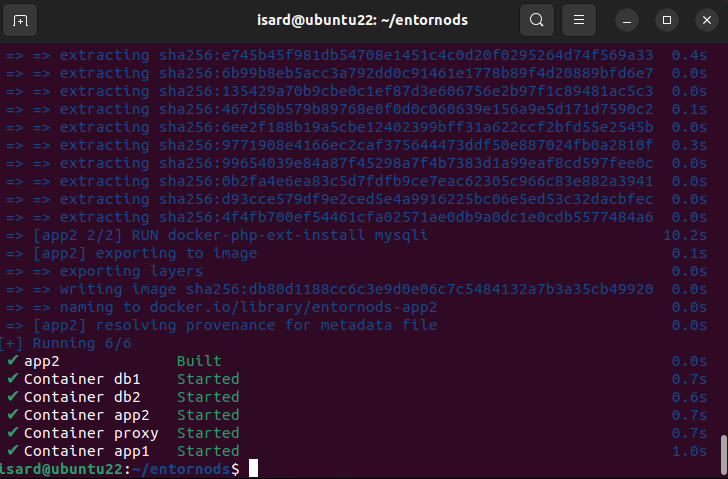 isard@ubuntu22: ~/entornods
=> => extracting sha256:e745b45f981db54708e1451c4c0d20f0295264d74f569a33 0.4s
=> => extracting sha256:6b99b8eb5acc3a792dd0c91461e1778b89f4d20889bfd6e7 0.0s
=> => extracting sha256:135429a70b9cbe0c1ef87d3e606756e2b97f1c89481ac5c3 0.0s
=> => extracting sha256:467d50b579b89768e0f0d0c060639e156a9e5d171d7590c2 0.1s
=> => extracting sha256:6ee2f188b19a5cbe12402399bff31a622ccf2bfd55e2545b 0.0s
=> => extracting sha256:9771908e4166ec2caf375644473ddf50e887024fb0a2810f 0.3s
=> => extracting sha256:99654039e84a87f45298a7f4b7383d1a99eaf8cd597fee0c 0.0s
=> => extracting sha256:0b2fa4e6ea83c5d7fdfb9ce7eac62305c966c83e882a3941 0.0s
=> => extracting sha256:d93cce579df9e2ced5e4a9916225bc06e5ed53c32dacbfec 0.0s
=> => extracting sha256:4f4fb700ef54461cfa02571ae0db9a0dc1e0cdb5577484a6 0.0s
=> [app2 2/2] RUN docker-php-ext-install mysqli 10.2s
=> [app2] exporting to image 0.1s
=> => exporting layers 0.0s
=> => writing image sha256:db80d1188cc6c3e9d0e06c7c5484132a7b3a35cb49920 0.0s
=> => naming to docker.io/library/entornods-app2 0.0s
=> [app2] resolving provenance for metadata file 0.0s
[+] Running 6/6
✔ app2 Built 0.0s
✔ Container db1 Started 0.7s
✔ Container db2 Started 0.6s
✔ Container app2 Started 0.7s
✔ Container proxy Started 0.7s
✔ Container app1 Started 1.0s
isard@ubuntu22:~/entornods$